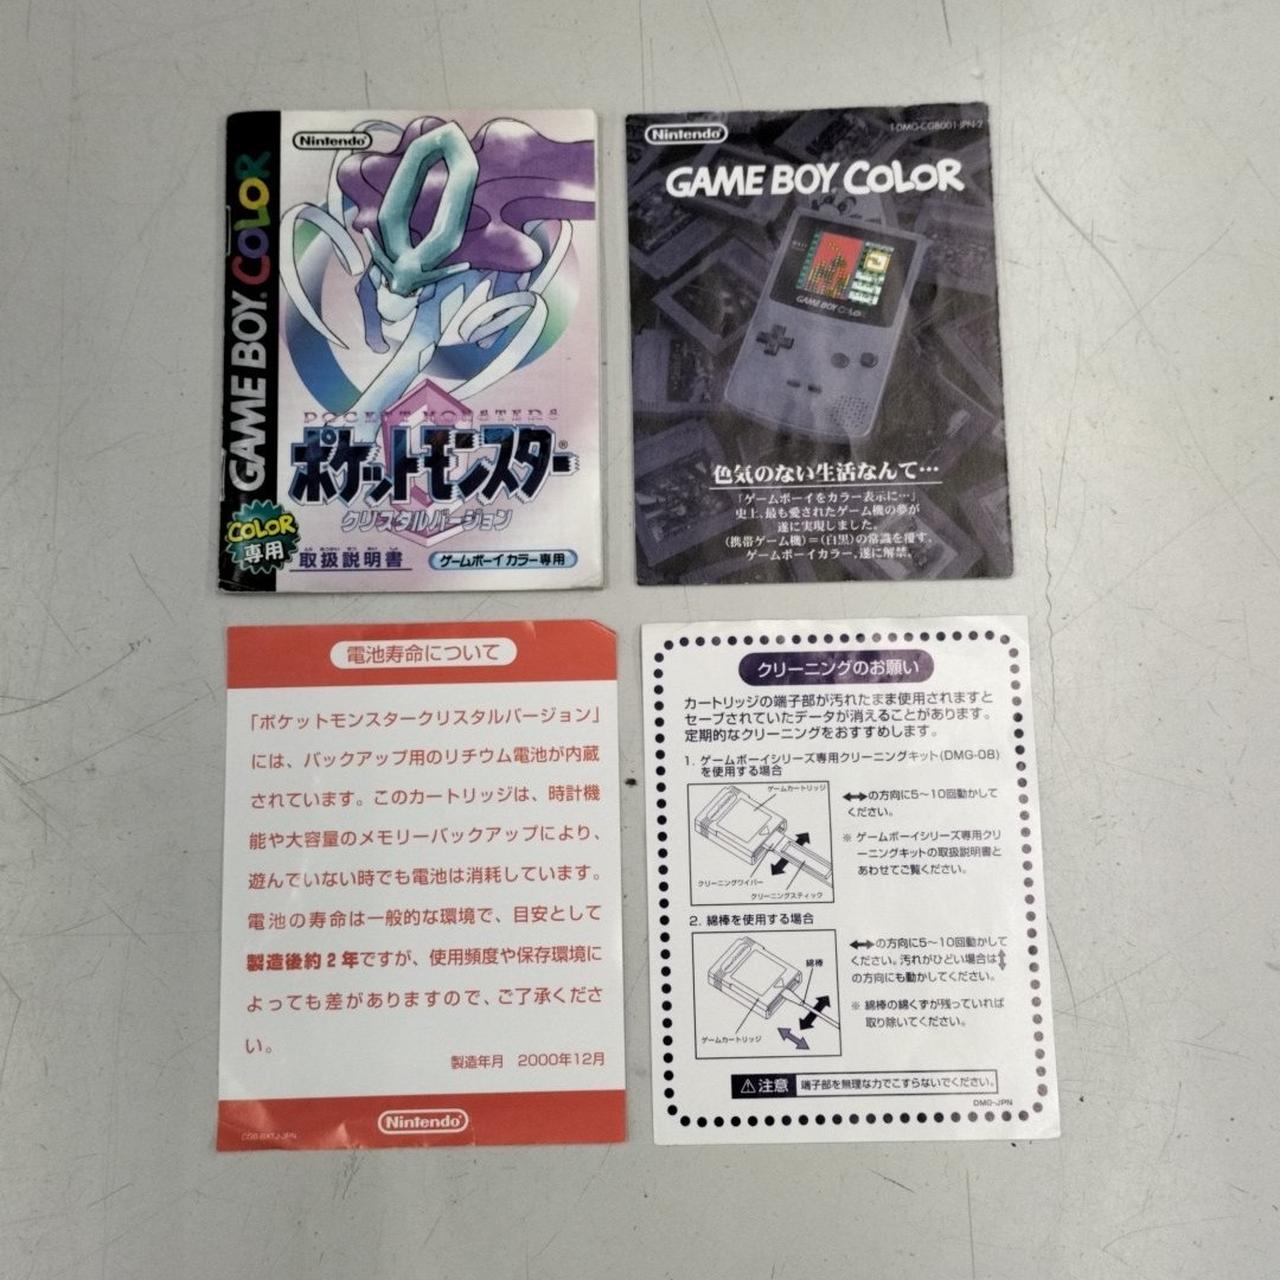 Nintendo
GAME BOY COLOR
POCKET MONSTERS
ポケットモンスター®
クリスタルバージョン
COLOR
専用
取扱説明書
ゲームボーイカラー専用
Nintendo
1-DMG-CGB001-JPN-2
GAME BOY COLOR
GAME BOY COLOR
色気のない生活なんて…
「ゲームボーイをカラー表示に…」
史上、最も愛されたゲーム機の夢が
遂に実現しました。
(携帯ゲーム機)=(白黒)の常識を覆す、
ゲームボーイカラー、遂に解禁。
電池寿命について
「ポケットモンスタークリスタルバージョン」
には、バックアップ用のリチウム電池が内蔵
されています。このカートリッジは、時計機
能や大容量のメモリーバックアップにより、
遊んでいない時でも電池は消耗しています。
電池の寿命は一般的な環境で、目安として
製造後約2年ですが、使用頻度や保存環境に
よっても差がありますので、ご了承くださ
い。
製造年月 2000年12月
Nintendo
CGB-BXTJ-JPN
クリーニングのお願い
カートリッジの端子部が汚れたまま使用されますと
セーブされていたデータが消えることがあります。
定期的なクリーニングをおすすめします。
1. ゲームボーイシリーズ専用クリーニングキット(DMG-08)
を使用する場合
ゲームカートリッジ
クリーニングワイパー
クリーニングスティック
↔の方向に5〜10回動かして
ください。
※ ゲームボーイシリーズ専用クリ
ーニングキットの取扱説明書と
あわせてご覧ください。
2. 綿棒を使用する場合
綿棒
ゲームカートリッジ
↔の方向に5〜10回動かして
ください。汚れがひどい場合は↕
の方向にも動かしてください。
※ 綿棒の綿くずが残っていれば
取り除いてください。
⚠注意 端子部を無理な力でこすらないでください。
DMG-JPN